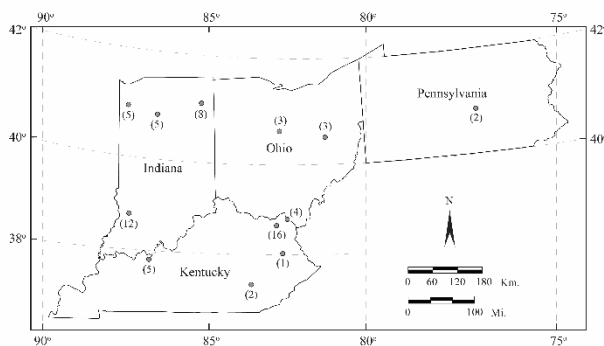 90° 85° 80° 75°
42° 42°
Pennsylvania
(5) (5) (8) (3) (3) (2)
40° 40°
Ohio
Indiana
N
(12) (4)
(16)
38° 38°
(5) (1)
Kentucky
(2)
0 60 120 180 Km.
0 100 Mi.
90° 85° 80° 75°